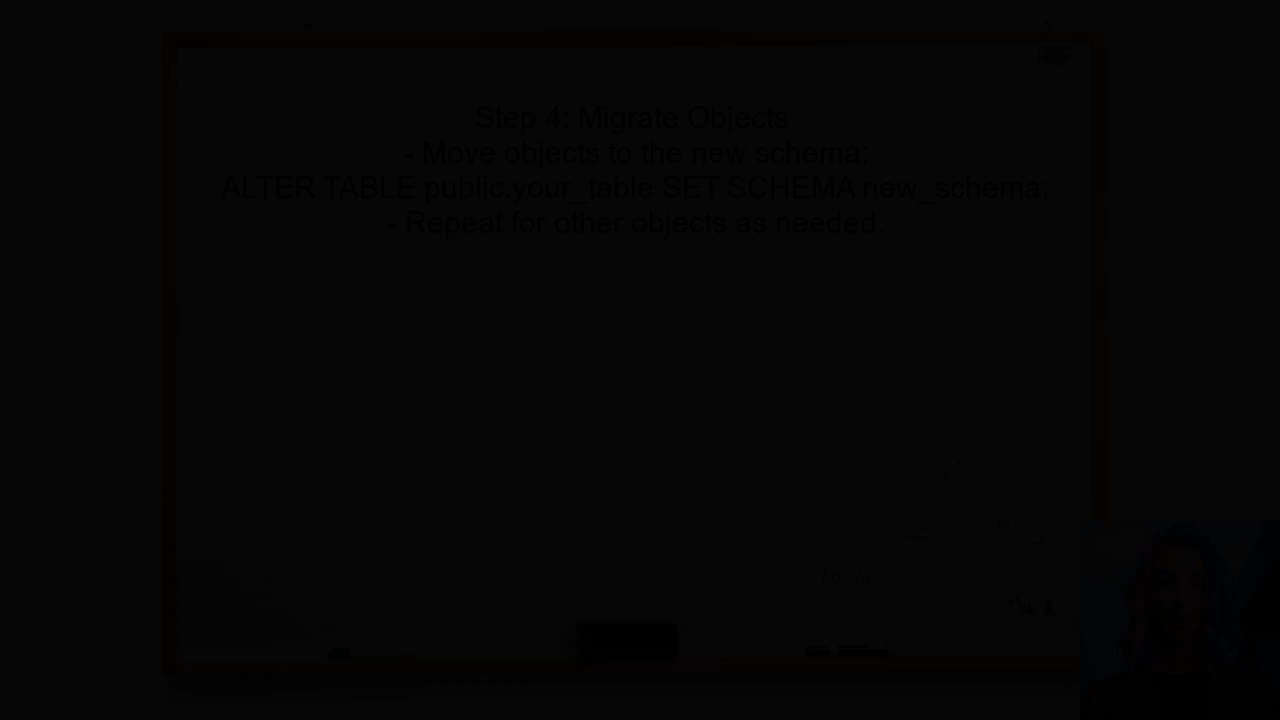 Step 4: Migrate Objects
- Move objects to the new schema:
ALTER TABLE public.your_table SET SCHEMA new_schema;
- Repeat for other objects as needed.